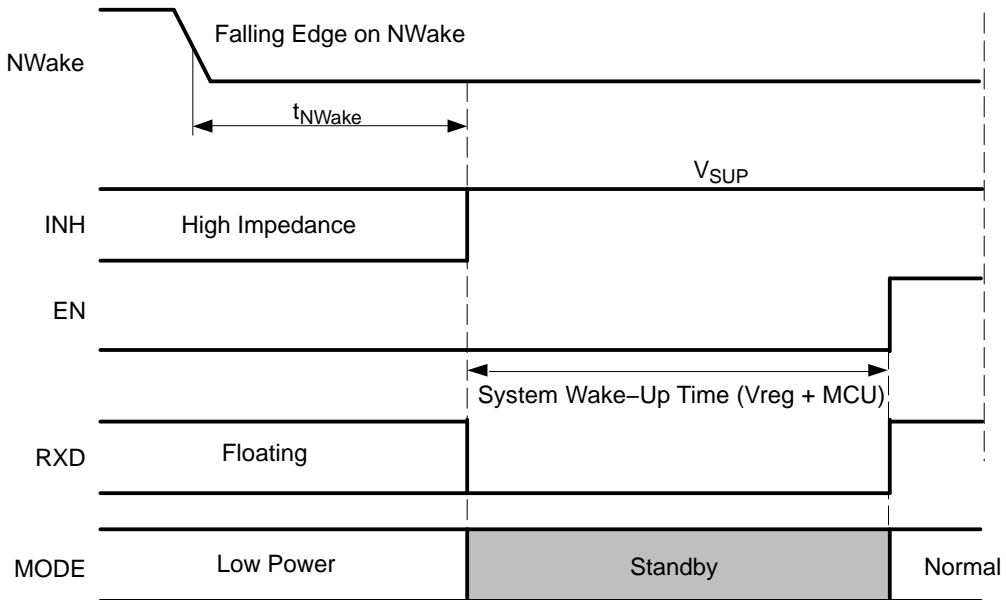 Falling Edge on NWake
NWake
tNWake
VSUP
INH
High Impedance
EN
System Wake–Up Time (Vreg + MCU)
RXD
Floating
MODE
Low Power
Standby
Normal